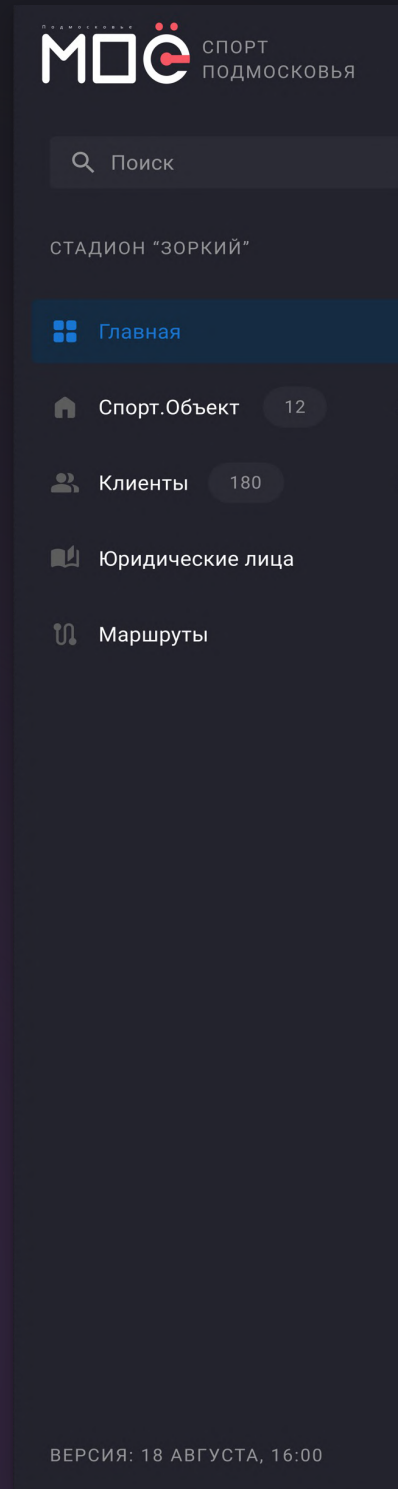 Подмосковье
МОЁ
СПОРТ
ПОДМОСКОВЬЯ
Поиск
СТАДИОН “ЗОРКИЙ”
Главная
Спорт.Объект 12
Клиенты 180
Юридические лица
Маршруты
ВЕРСИЯ: 18 АВГУСТА, 16:00